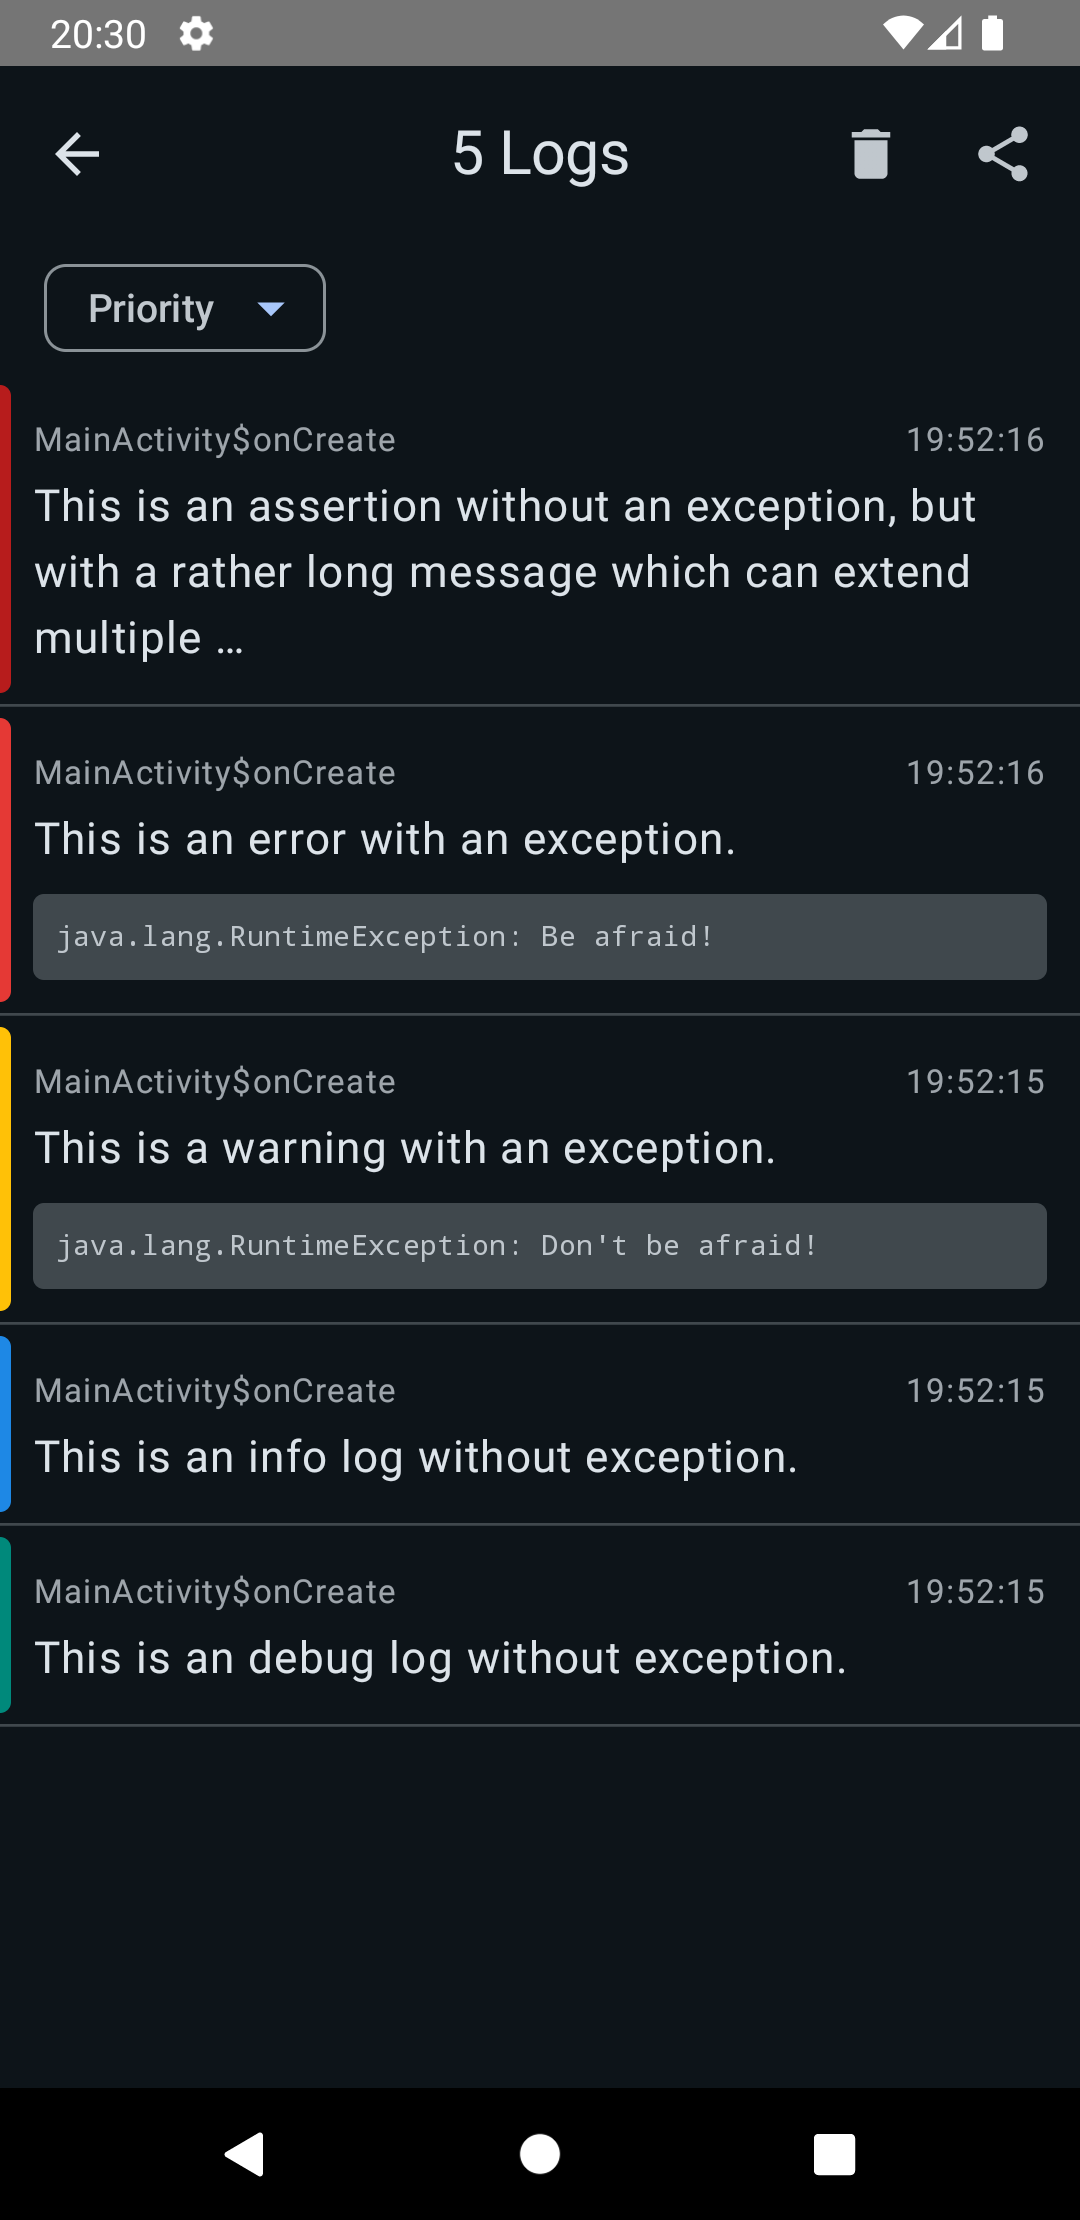 20:30
5 Logs
Priority
MainActivity$onCreate 19:52:16
This is an assertion without an exception, but
with a rather long message which can extend
multiple …
MainActivity$onCreate 19:52:16
This is an error with an exception.
java.lang.RuntimeException: Be afraid!
MainActivity$onCreate 19:52:15
This is a warning with an exception.
java.lang.RuntimeException: Don't be afraid!
MainActivity$onCreate 19:52:15
This is an info log without exception.
MainActivity$onCreate 19:52:15
This is an debug log without exception.